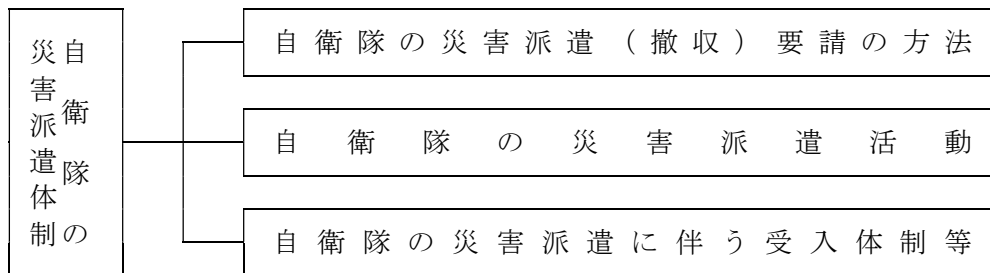 自衛隊の
災害派遣体制
自衛隊の災害派遣（撤収）要請の方法
自衛隊の災害派遣活動
自衛隊の災害派遣に伴う受入体制等